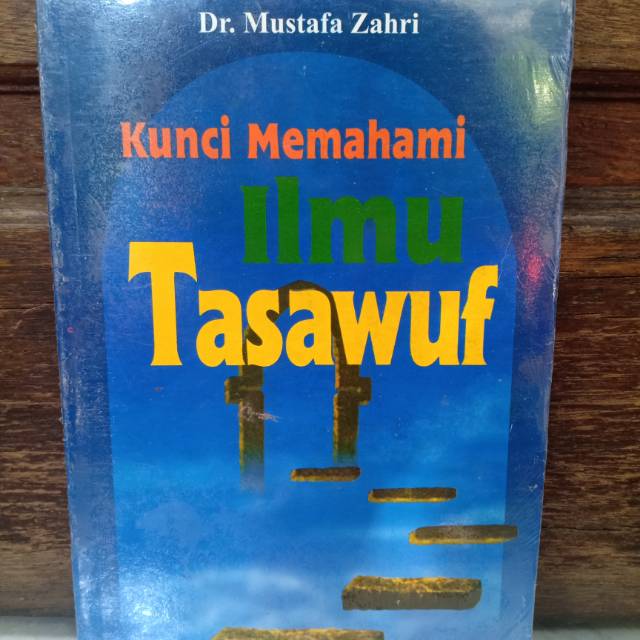 Dr. Mustafa Zahri
Kunci Memahami
Ilmu
Tasawuf